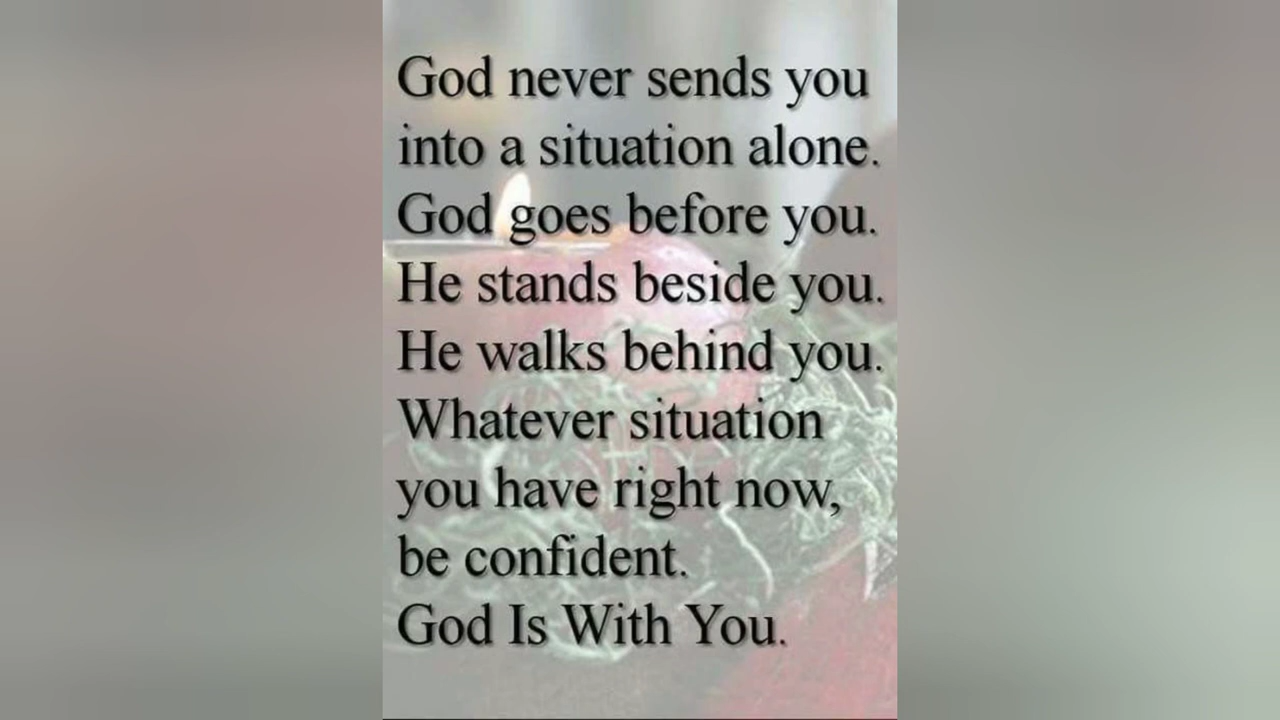 God never sends you
into a situation alone.
God goes before you.
He stands beside you.
He walks behind you.
Whatever situation
you have right now,
be confident.
God Is With You.